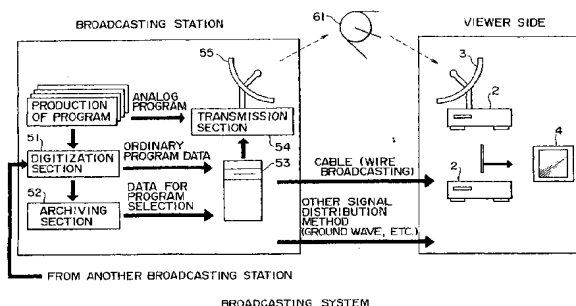 BROADCASTING STATION
VIEWER SIDE
61
55
3
PRODUCTION
OF PROGRAM
ANALOG
PROGRAM
TRANSMISSION
SECTION
2
4
51
54
DIGITIZATION
SECTION
ORDINARY
PROGRAM DATA
53
CABLE (WIRE
BROADCASTING)
2
52
ARCHIVING
SECTION
DATA FOR
PROGRAM
SELECTION
OTHER SIGNAL
DISTRIBUTION
METHOD
(GROUND WAVE, ETC.)
FROM ANOTHER BROADCASTING STATION
BROADCASTING SYSTEM